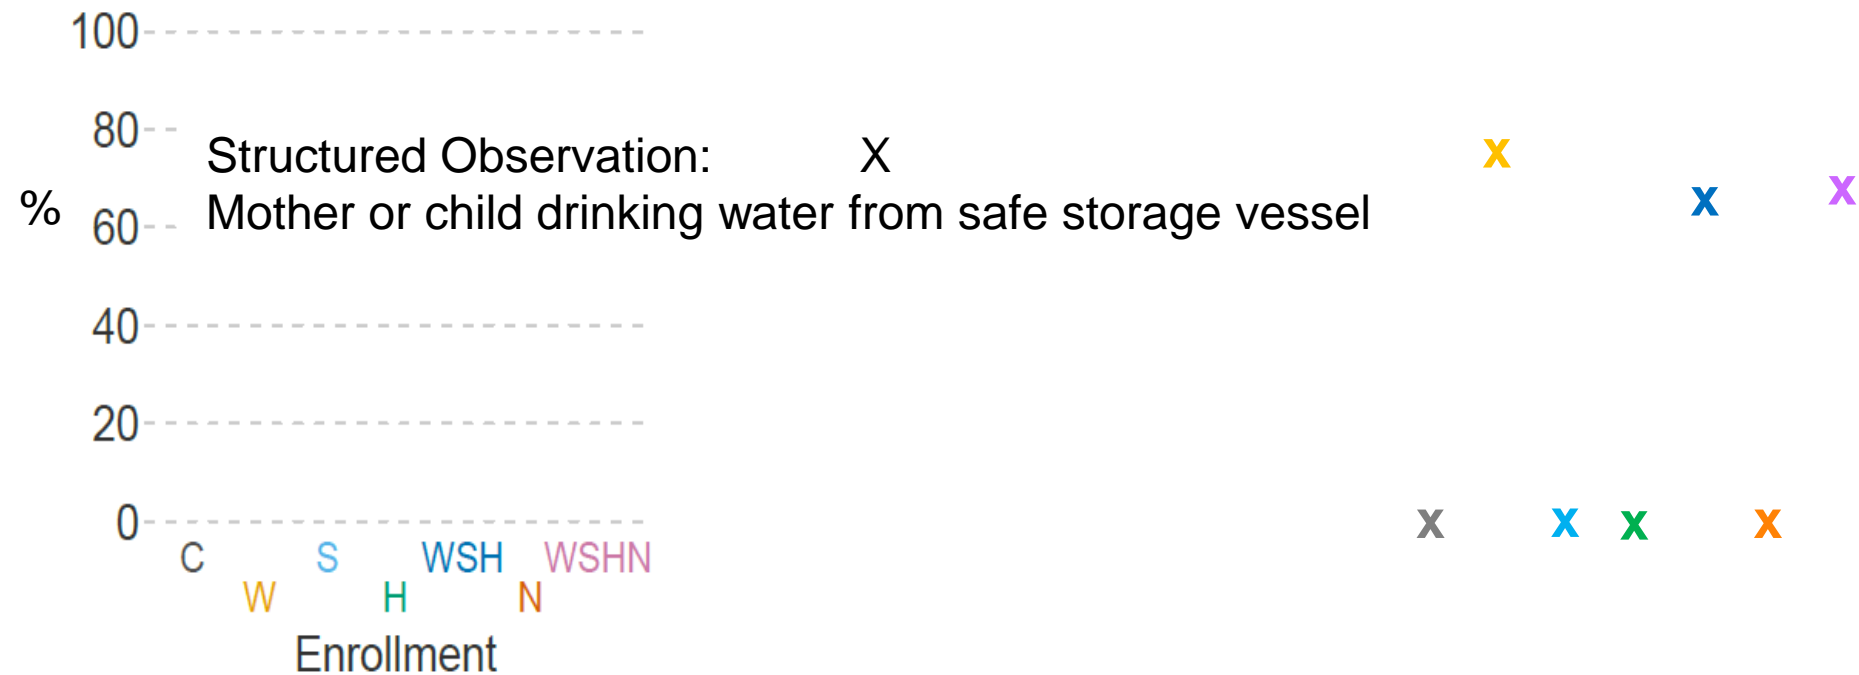 100
80
Structured Observation: X
% 60 Mother or child drinking water from safe storage vessel
x x x
40
20
0
x x x x
C S WSH WSHN
W H N
Enrollment